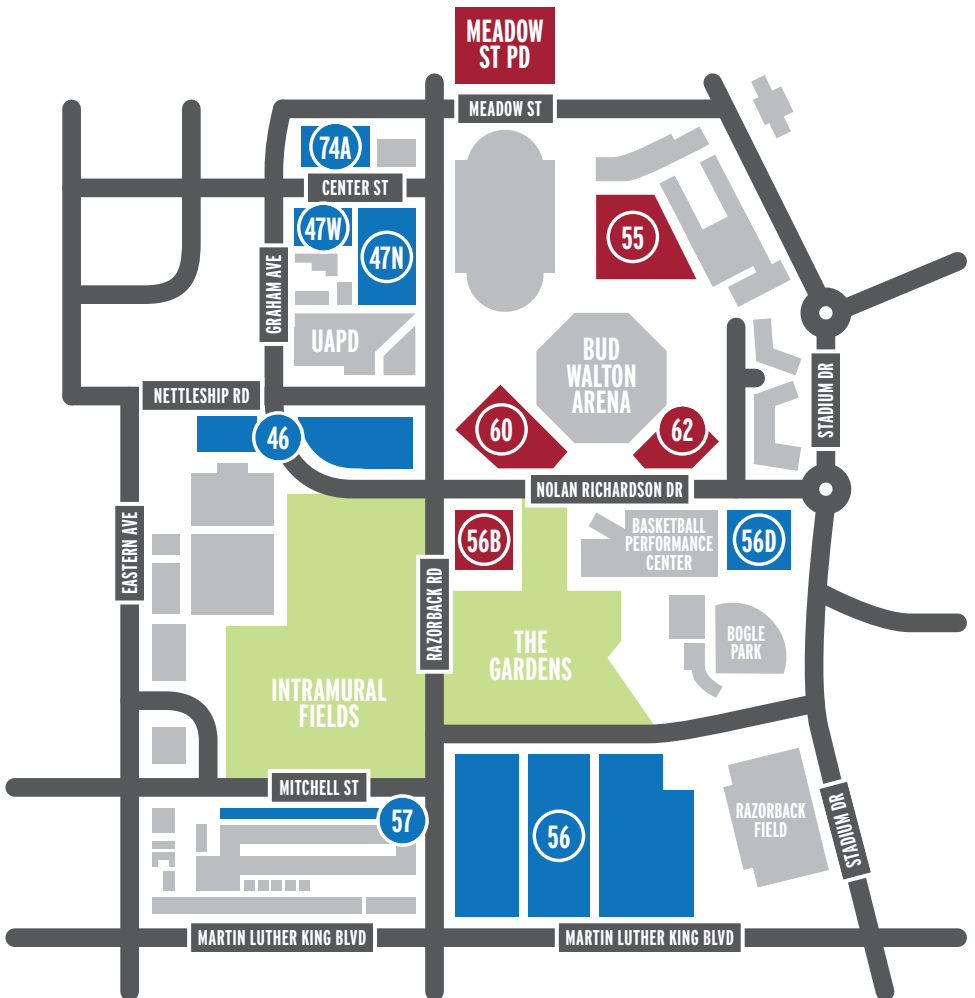 MEADOW
ST PD
MEADOW ST
74A
CENTER ST
47W
47N
55
GRAHAM AVE
UAPD
BUD
WALTON
ARENA
STADIUM DR
NETTLESHIP RD
46
60
62
NOLAN RICHARDSON DR
EASTERN AVE
56B
BASKETBALL
PERFORMANCE
CENTER
56D
RAZORBACK RD
THE
GARDENS
BOGLE
PARK
INTRAMURAL
FIELDS
MITCHELL ST
57
56
RAZORBACK
FIELD
STADIUM DR
MARTIN LUTHER KING BLVD
MARTIN LUTHER KING BLVD